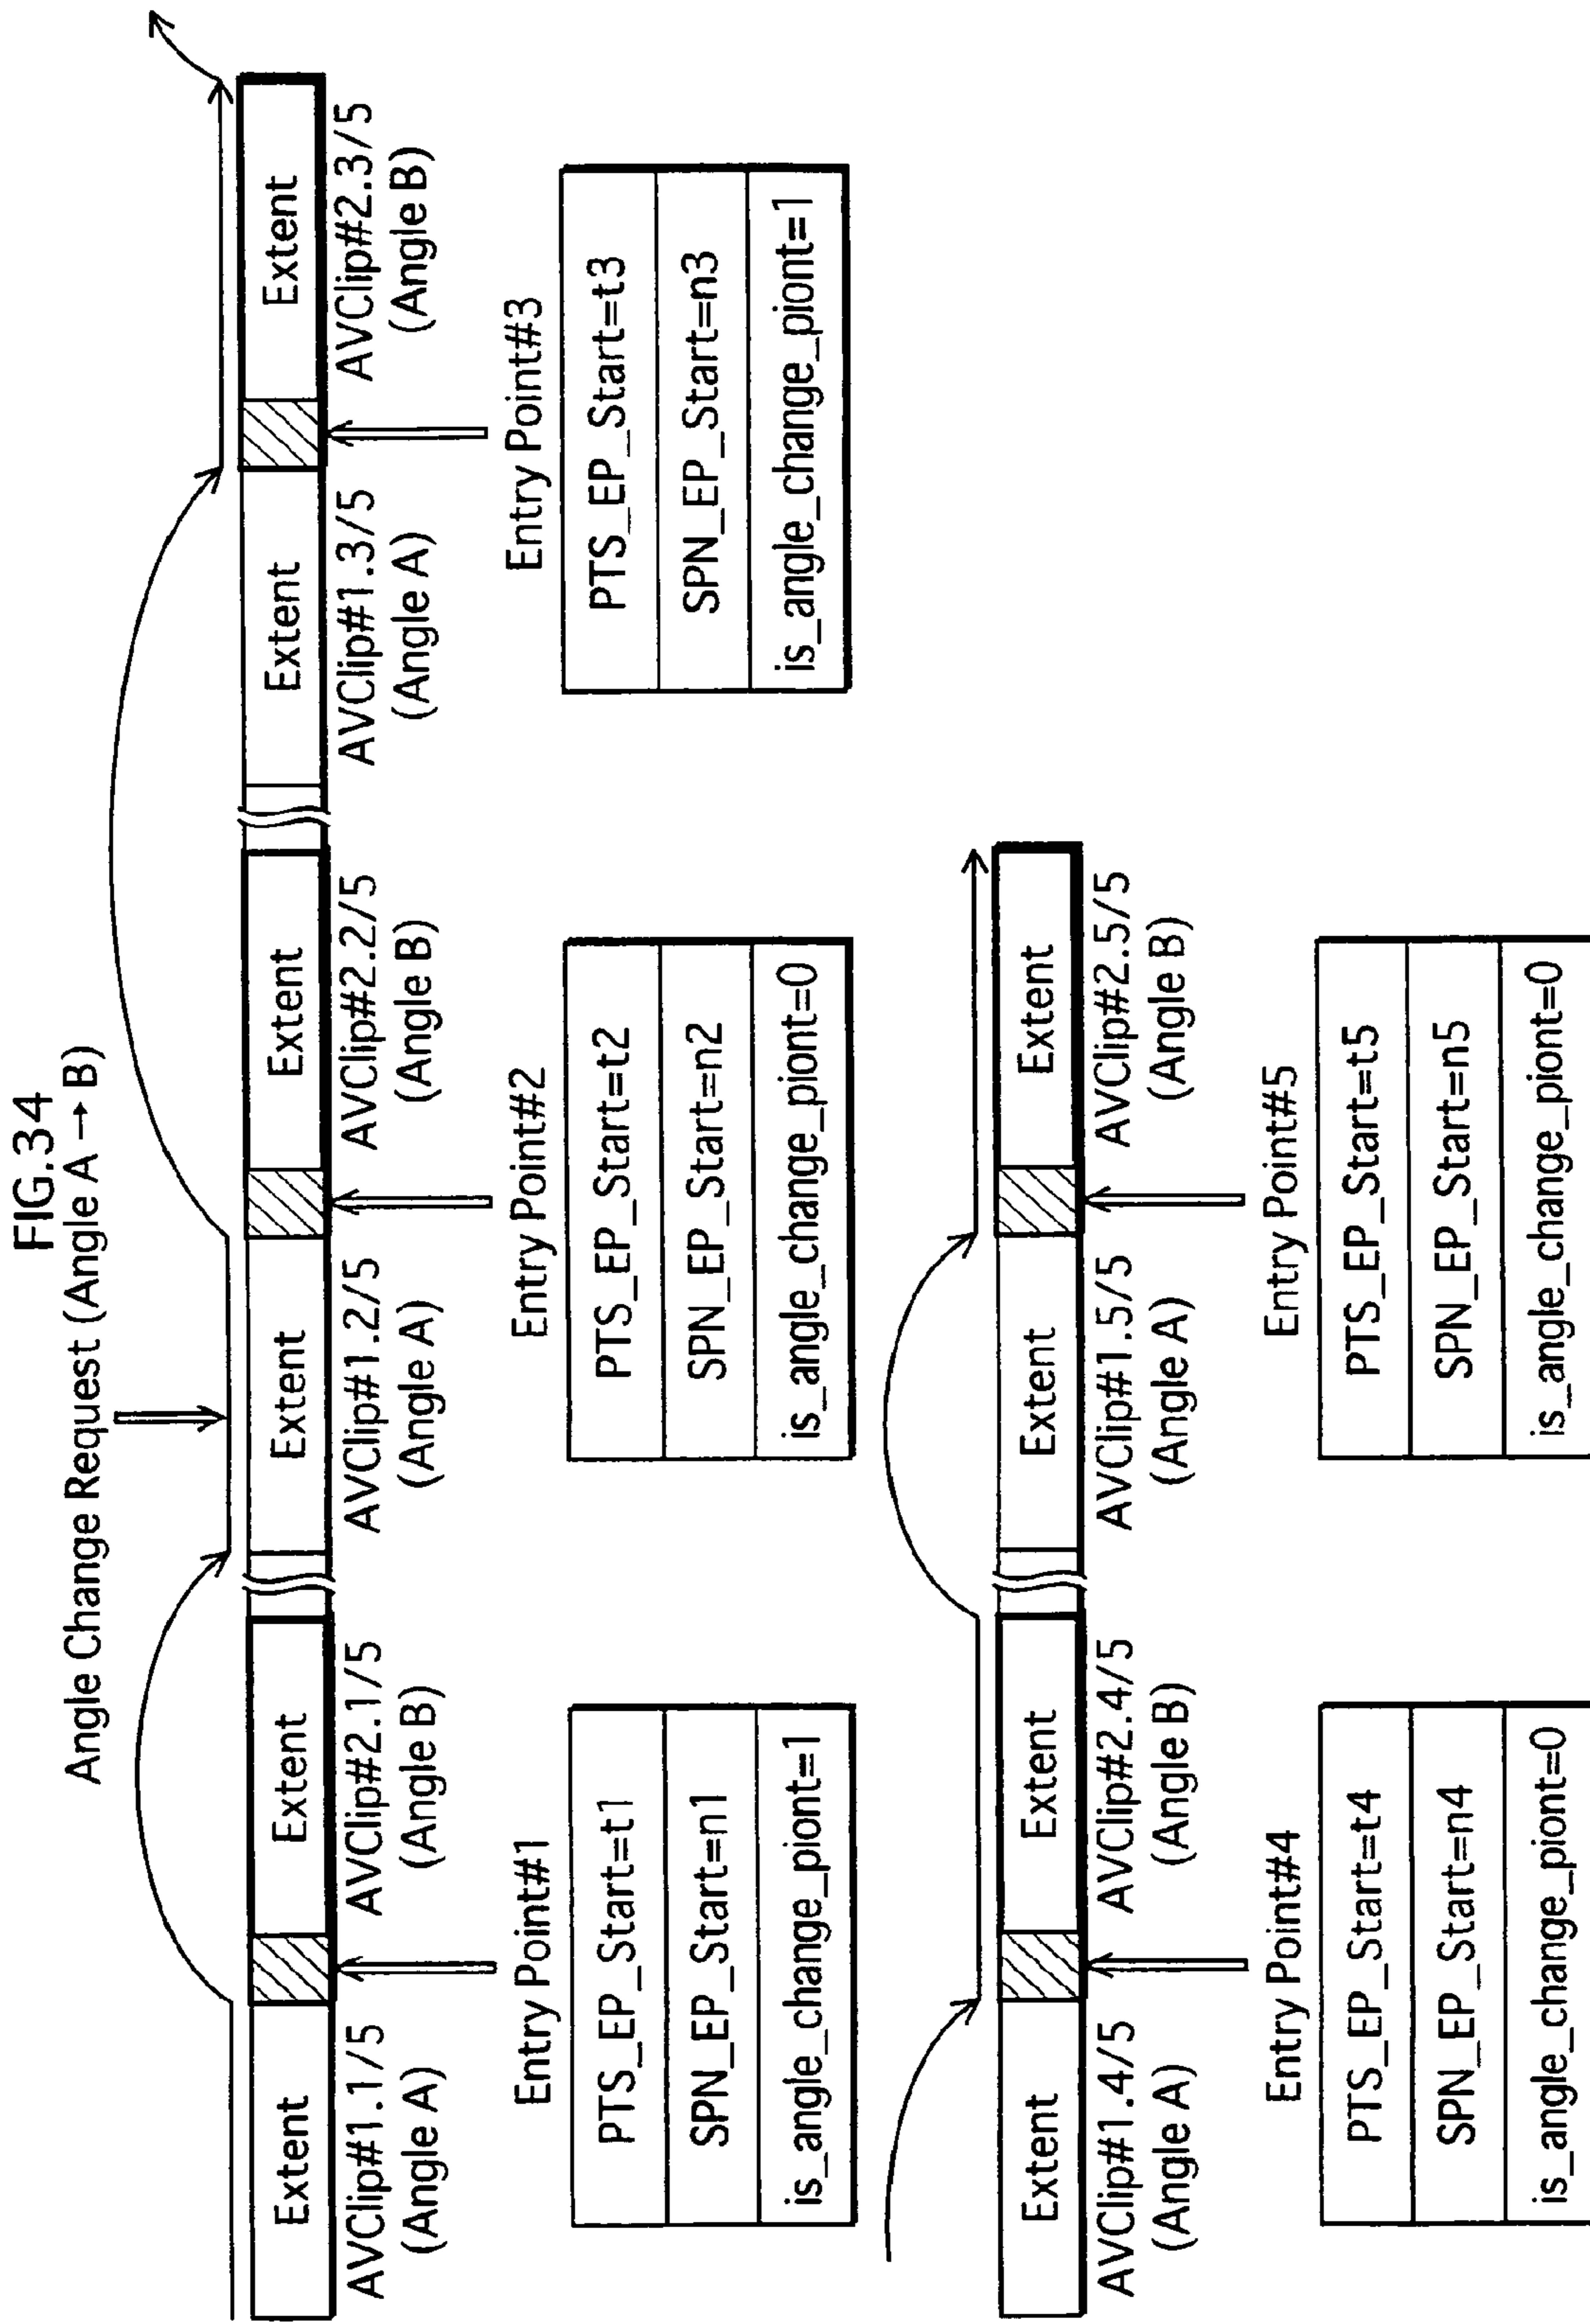 FIG.34
Angle Change Request (Angle A → B)
Extent
Extent
Extent
Extent
Extent
Extent
AVClip#1.1/5
(Angle A)
AVClip#2.1/5
(Angle B)
AVClip#1.2/5
(Angle A)
AVClip#2.2/5
(Angle B)
AVClip#1.3/5
(Angle A)
AVClip#2.3/5
(Angle B)
Entry Point#1
PTS_EP_Start=t1
SPN_EP_Start=n1
is_angle_change_piont=1
Entry Point#2
PTS_EP_Start=t2
SPN_EP_Start=n2
is_angle_change_piont=0
Entry Point#3
PTS_EP_Start=t3
SPN_EP_Start=n3
is_angle_change_piont=1
Extent
Extent
Extent
Extent
AVClip#1.4/5
(Angle A)
AVClip#2.4/5
(Angle B)
AVClip#1.5/5
(Angle A)
AVClip#2.5/5
(Angle B)
Entry Point#4
PTS_EP_Start=t4
SPN_EP_Start=n4
is_angle_change_piont=0
Entry Point#5
PTS_EP_Start=t5
SPN_EP_Start=n5
is_angle_change_piont=0